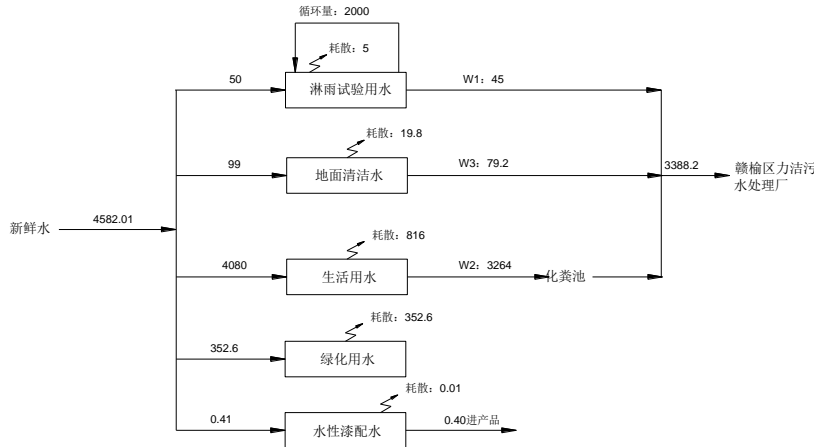 循环量：2000
耗散：5
50
淋雨试验用水
W1：45
耗散：19.8
99
地面清洁水
W3：79.2
3388.2
赣榆区力洁污
水处理厂
新鲜水
4582.01
耗散：816
4080
生活用水
W2：3264
化粪池
耗散：352.6
352.6
绿化用水
耗散：0.01
0.41
水性漆配水
0.40进产品